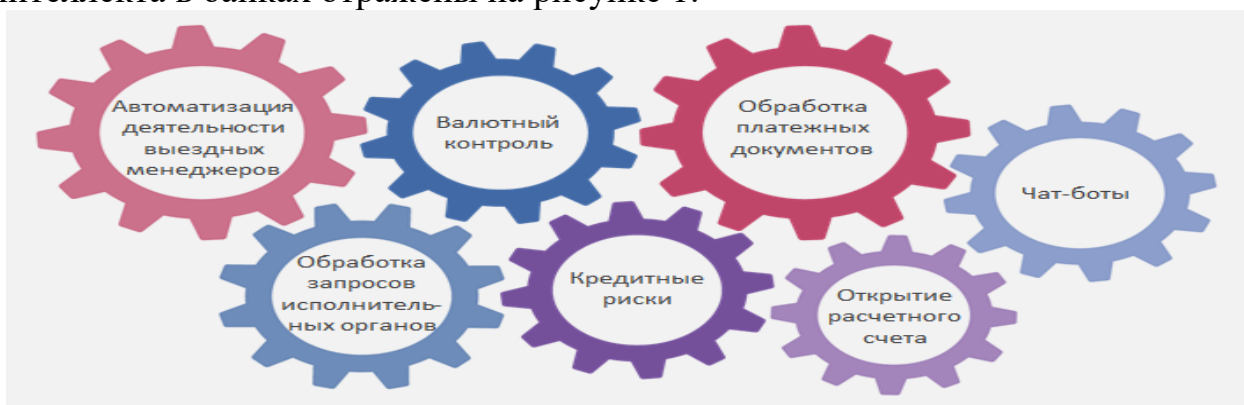 нтеллекта в банках отражены на рисунке 1.
Автоматизация
деятельности
выездных
менеджеров
Валютный
контроль
Обработка
платежных
документов
Чат-боты
Обработка
запросов
исполнитель-
ных органов
Кредитные
риски
Открытие
расчетного
счета